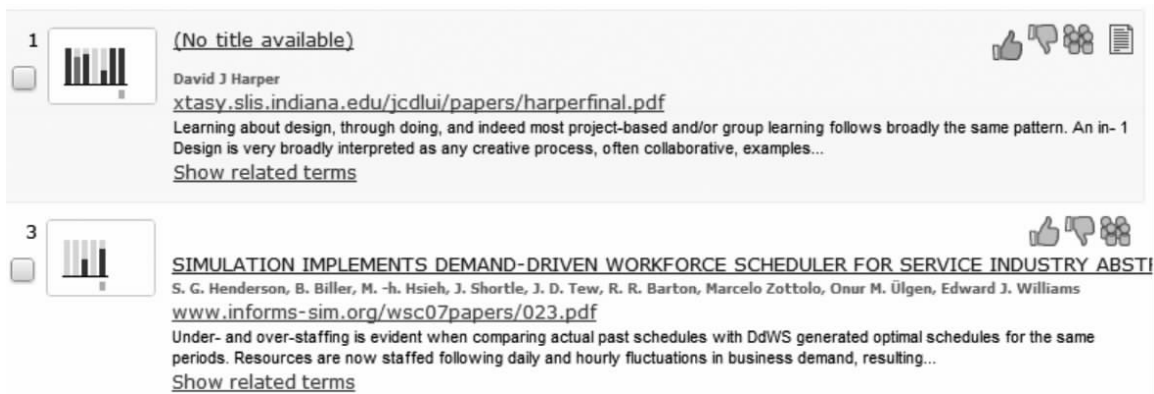 1
(No title available)
David J Harper
xtasy.slis.indiana.edu/jcdlui/papers/harperfinal.pdf
Learning about design, through doing, and indeed most project-based and/or group learning follows broadly the same pattern. An in- 1
Design is very broadly interpreted as any creative process, often collaborative, examples...
Show related terms
3
SIMULATION IMPLEMENTS DEMAND-DRIVEN WORKFORCE SCHEDULER FOR SERVICE INDUSTRY ABST
S. G. Henderson, B. Biller, M. -h. Hsieh, J. Shortle, J. D. Tew, R. R. Barton, Marcelo Zottolo, Onur M. Ülgen, Edward J. Williams
www.informs-sim.org/wsc07papers/023.pdf
Under- and over-staffing is evident when comparing actual past schedules with DdWS generated optimal schedules for the same
periods. Resources are now staffed following daily and hourly fluctuations in business demand, resulting...
Show related terms